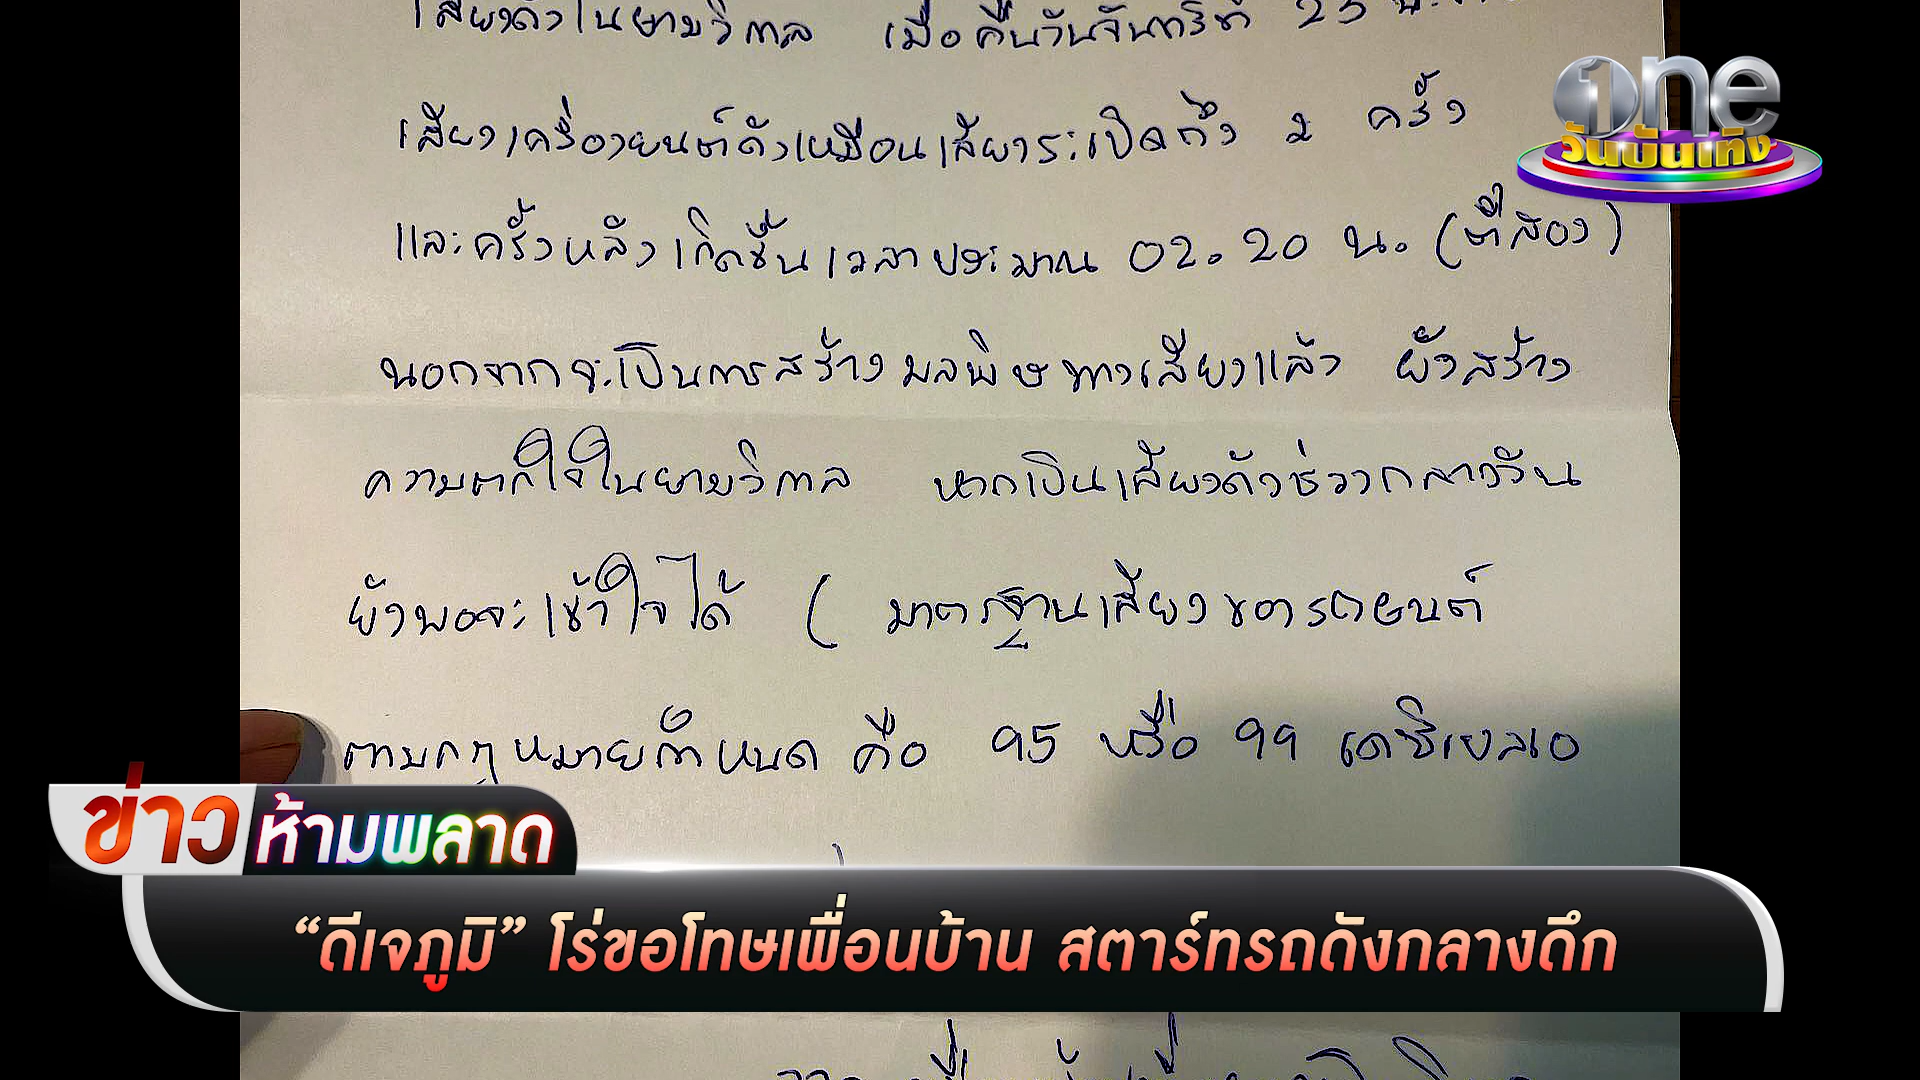 เสียงดังในยามวิกาล เมื่อคืนวันจันทร์ที่ 25
one
วันบันเทิง
เสียงเครื่องยนต์ดังเหมือนเสียงระเบิดถึง 2 ครั้ง
และครั้งหลังเกิดขึ้นเวลาประมาณ 02.20 น. (ตีสอง)
นอกจากจะเป็นการสร้างมลพิษทางเสียงแล้ว ยังสร้าง
ความตกใจในยามวิกาล หากเป็นเสียงดังช่วงกลางวัน
ยังพอจะเข้าใจได้ ( มาตรฐานเสียงของรถยนต์
ตามกฎหมายกำหนด คือ 95 หรือ 99 เดซิเบลเอ
ข่าว ห้ามพลาด
“ดีเจภูมิ” โร่ขอโทษเพื่อนบ้าน สตาร์ทรถดังกลางดึก